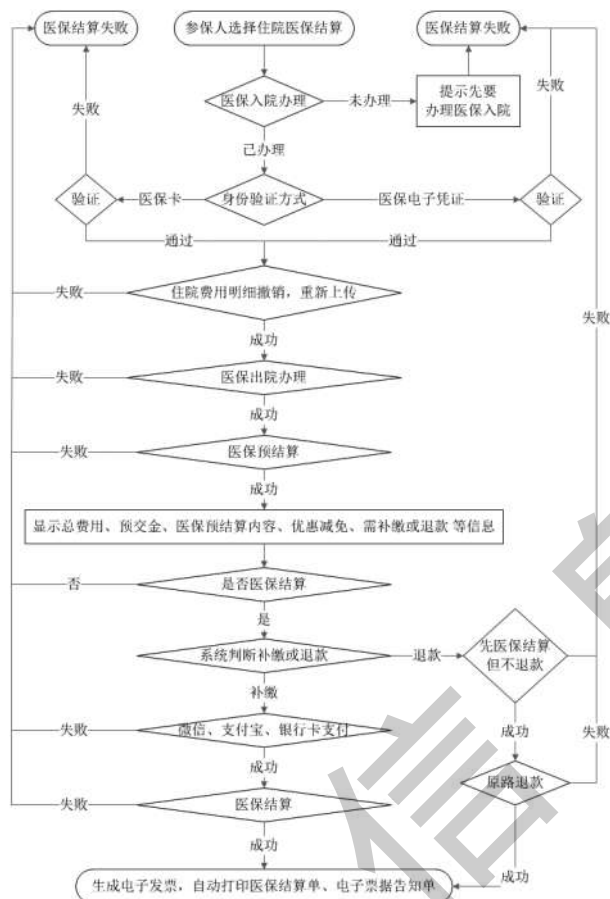 医保结算失败
参保人选择住院医保结算
医保结算失败
医保入院办理
未办理
提示先要
办理医保入院
失败
失败
已办理
验证
医保卡
身份验证方式
医保电子凭证
验证
通过
通过
失败
住院费用明细撤销，重新上传
失败
成功
失败
医保出院办理
成功
失败
医保预结算
成功
显示总费用、预交金、医保预结算内容、优惠减免、需补缴或退款 等信息
否
是否医保结算
是
系统判断补缴或退款
退款
先医保结算
但不退款
补缴
失败
微信、支付宝、银行卡支付
成功
失败
成功
原路退款
失败
医保结算
成功
成功
生成电子发票，自动打印医保结算单、电子票据告知单
信